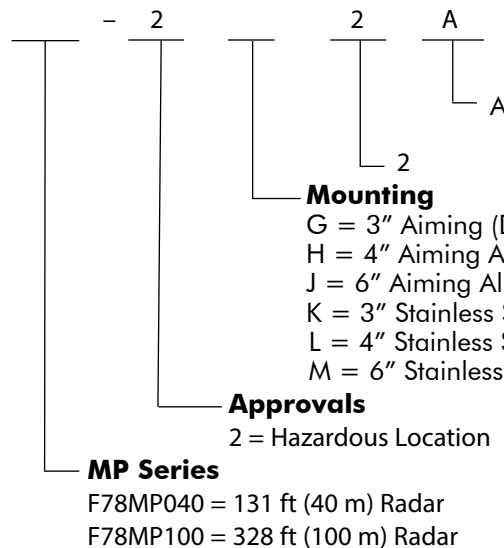 – 2 2 A
A
2
Mounting
G = 3″ Aiming
H = 4″ Aiming
J = 6″ Aiming
K = 3″ Stainless
L = 4″ Stainless
M = 6″ Stainless
Approvals
2 = Hazardous Location
MP Series
F78MP040 = 131 ft (40 m) Radar
F78MP100 = 328 ft (100 m) Radar